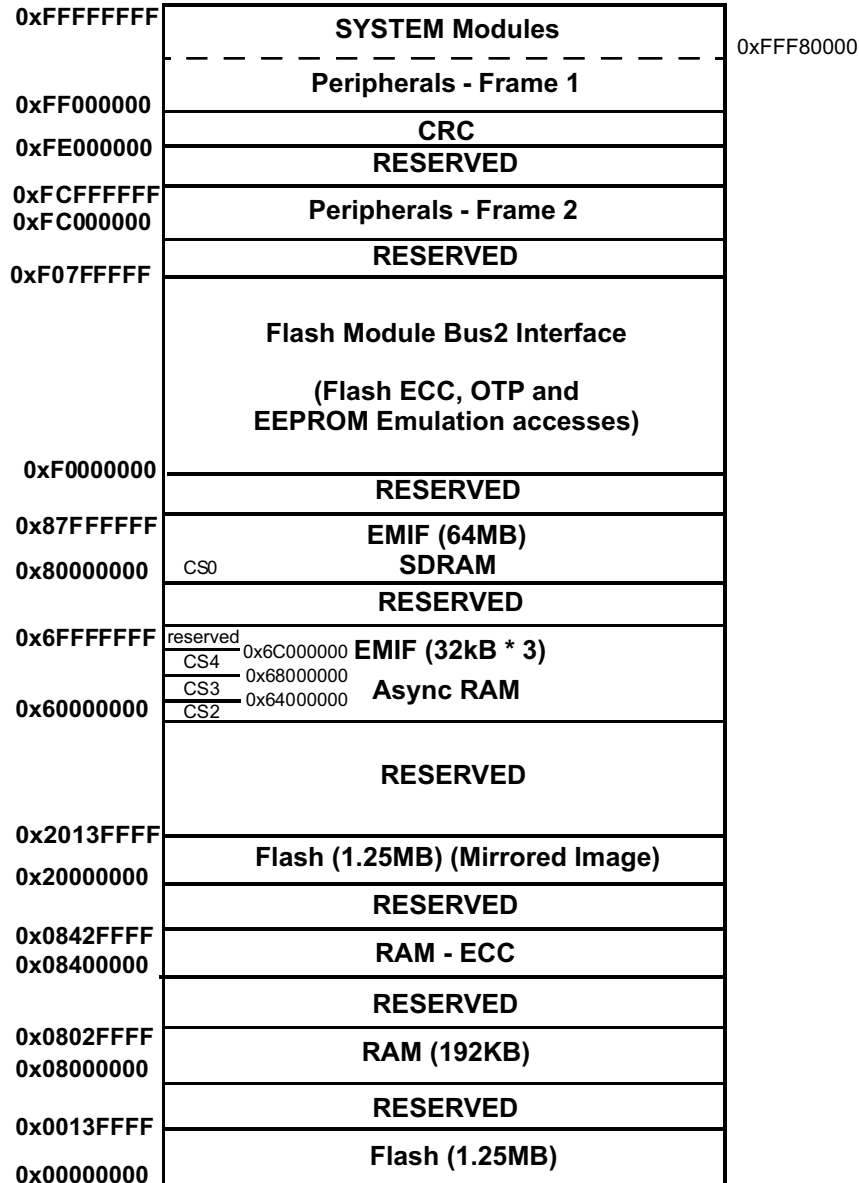 0xFFFFFFFF
SYSTEM Modules
0xFFF80000
Peripherals - Frame 1
0xFF000000
CRC
0xFE000000
RESERVED
0xFCFFFFFF
Peripherals - Frame 2
0xFC000000
RESERVED
0xF07FFFFF
Flash Module Bus2 Interface
(Flash ECC, OTP and
EEPROM Emulation accesses)
0xF0000000
RESERVED
0x87FFFFFF
EMIF (64MB)
0x80000000
CS0
SDRAM
RESERVED
0x6FFFFFFF
reserved
0x6C000000
EMIF (32kB * 3)
CS4
0x68000000
CS3
Async RAM
0x64000000
0x60000000
CS2
RESERVED
0x2013FFFF
Flash (1.25MB) (Mirrored Image)
0x20000000
RESERVED
0x0842FFFF
RAM - ECC
0x08400000
RESERVED
0x0802FFFF
RAM (192KB)
0x08000000
RESERVED
0x0013FFFF
Flash (1.25MB)
0x00000000